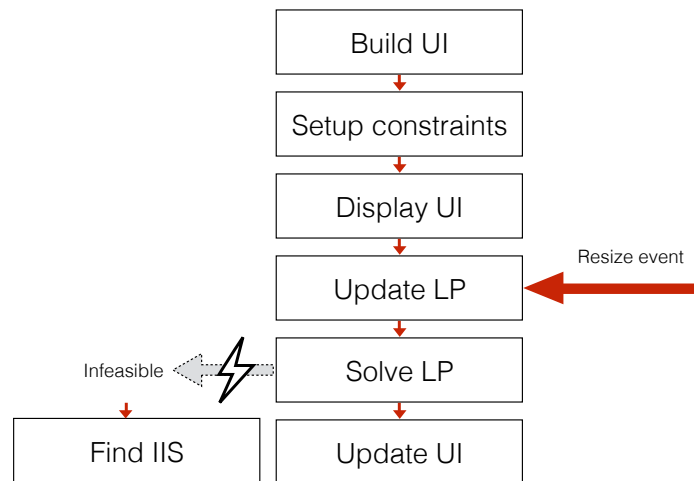 Build UI
Setup constraints
Display UI
Resize event
Update LP
Infeasible
Solve LP
Find IIS
Update UI